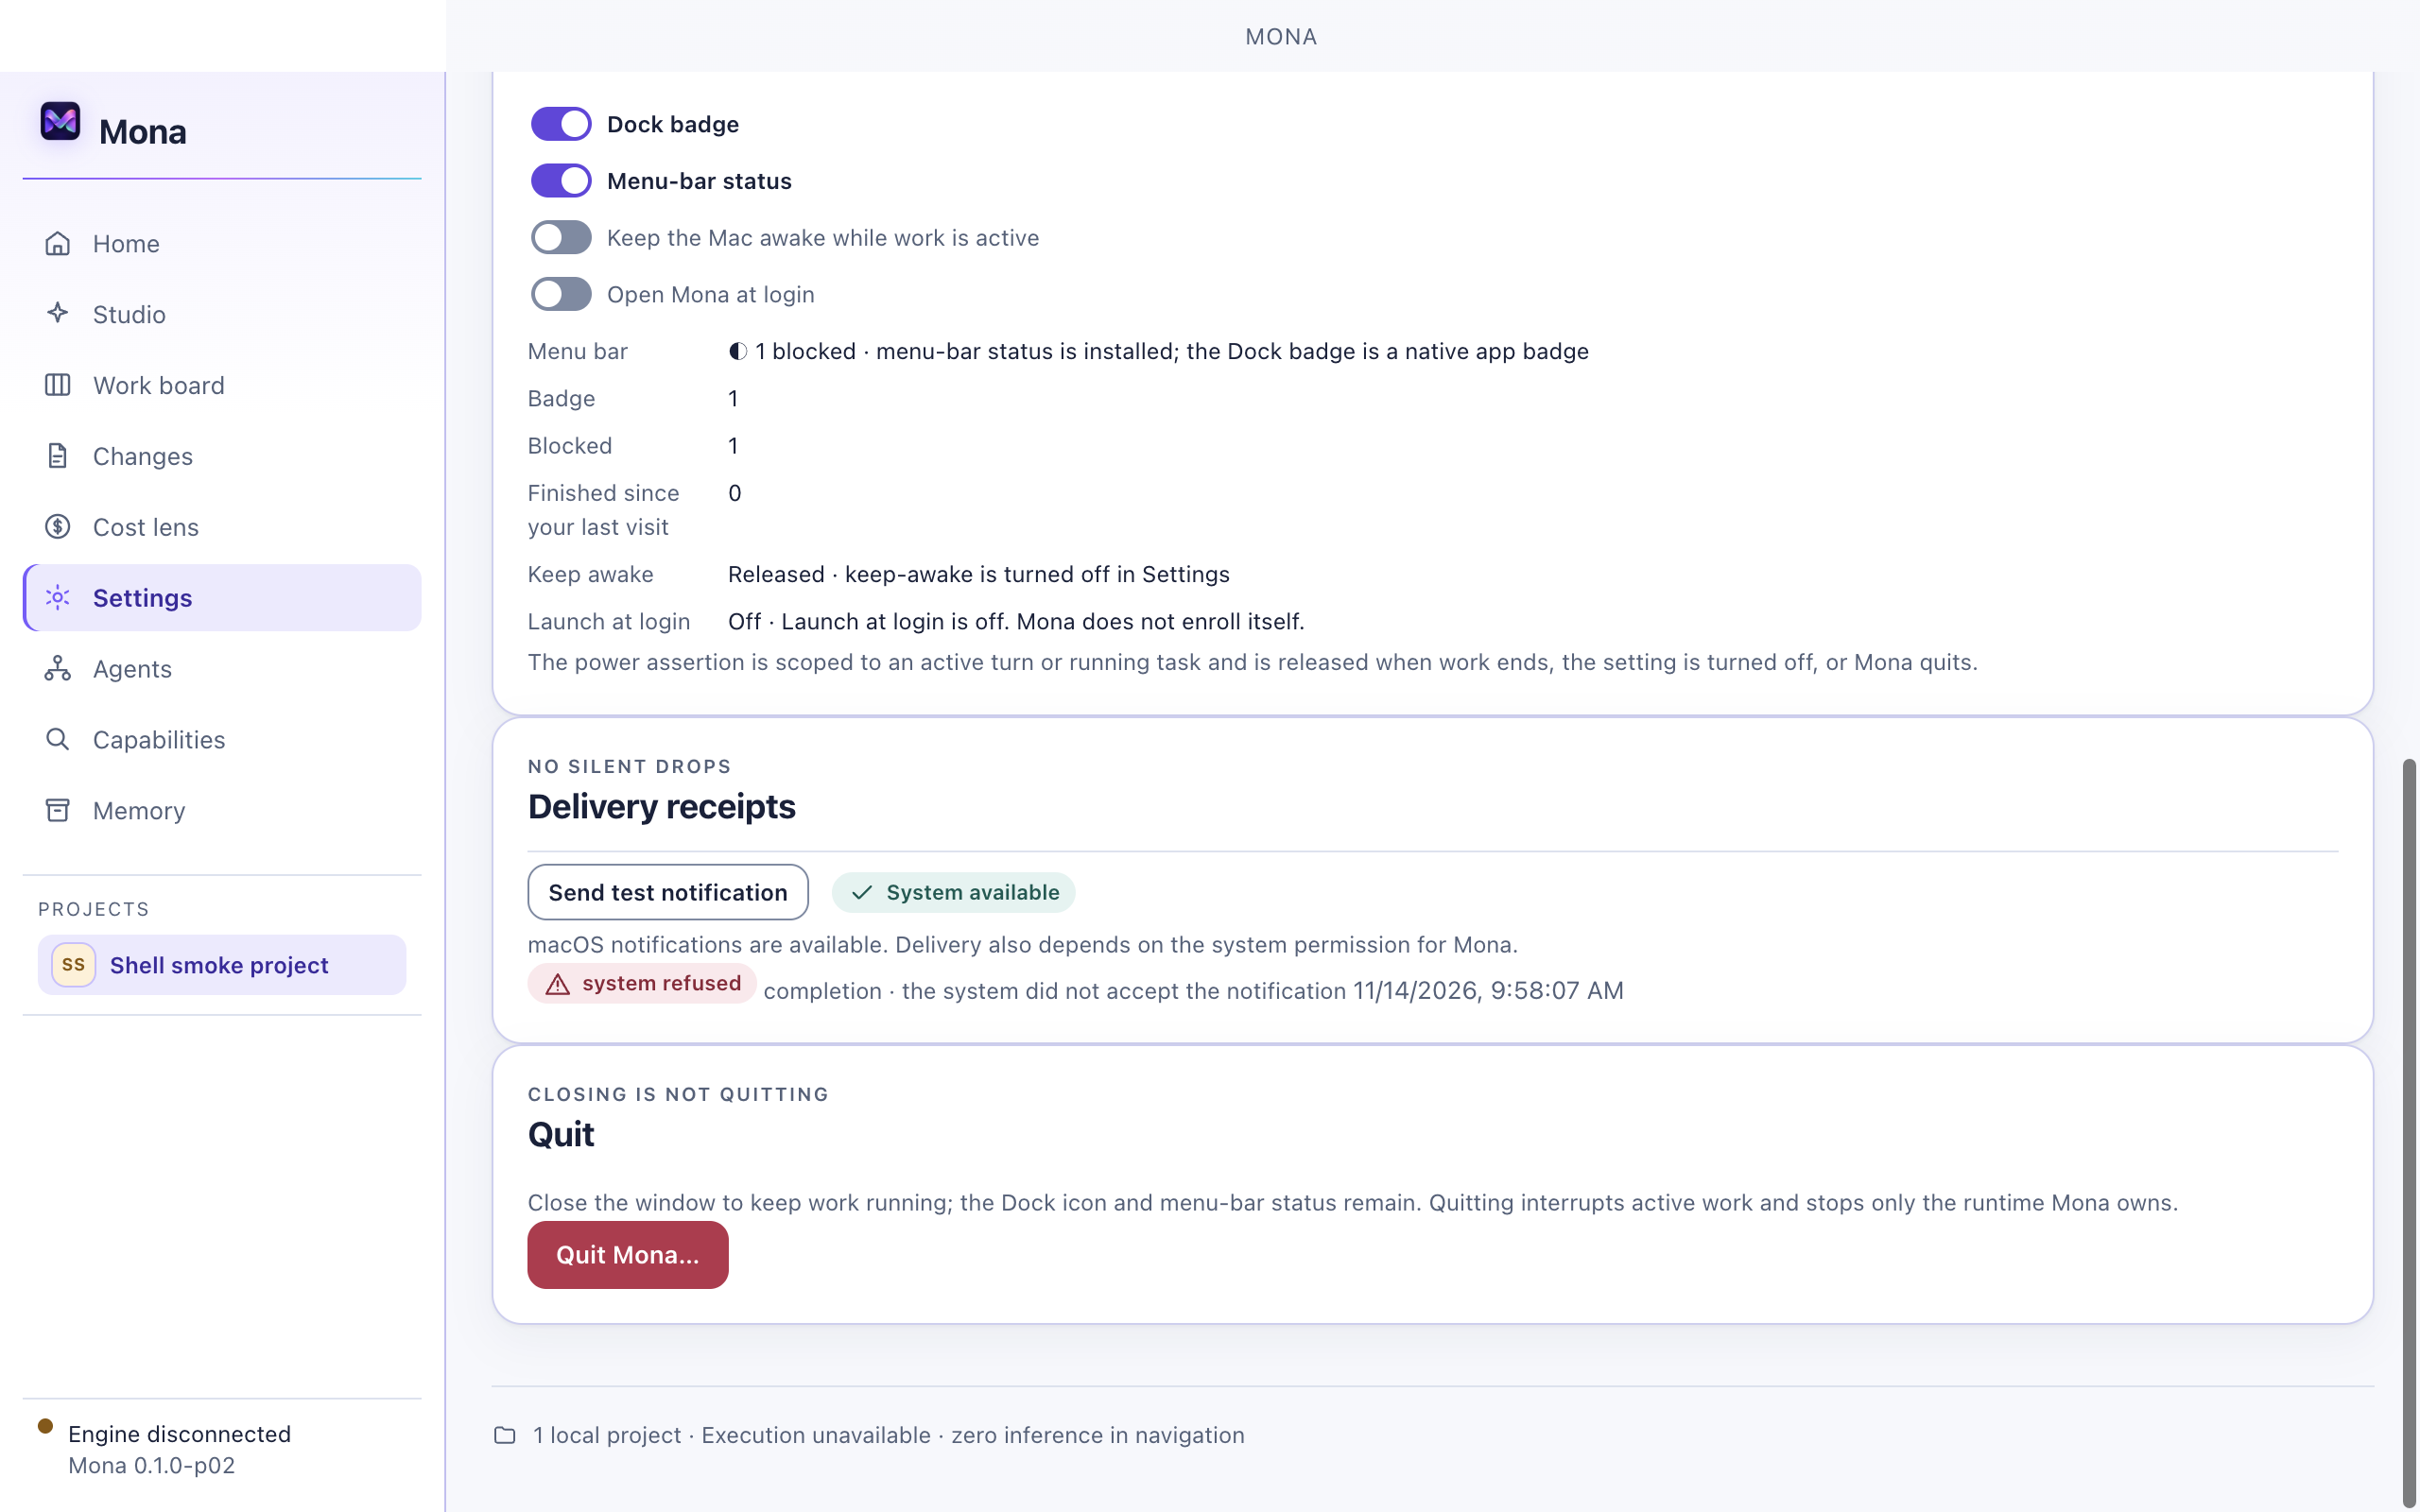 MONA
Mona
Home
Studio
Work board
Changes
Cost lens
Settings
Agents
Capabilities
Memory
PROJECTS
SS Shell smoke project
Engine disconnected
Mona 0.1.0-p02
Dock badge
Menu-bar status
Keep the Mac awake while work is active
Open Mona at login
Menu bar ◐ 1 blocked · menu-bar status is installed; the Dock badge is a native app badge
Badge 1
Blocked 1
Finished since 0
your last visit
Keep awake Released · keep-awake is turned off in Settings
Launch at login Off · Launch at login is off. Mona does not enroll itself.
The power assertion is scoped to an active turn or running task and is released when work ends, the setting is turned off, or Mona quits.
NO SILENT DROPS
Delivery receipts
Send test notification System available
macOS notifications are available. Delivery also depends on the system permission for Mona.
system refused completion · the system did not accept the notification 11/14/2026, 9:58:07 AM
CLOSING IS NOT QUITTING
Quit
Close the window to keep work running; the Dock icon and menu-bar status remain. Quitting interrupts active work and stops only the runtime Mona owns.
Quit Mona...
1 local project · Execution unavailable · zero inference in navigation